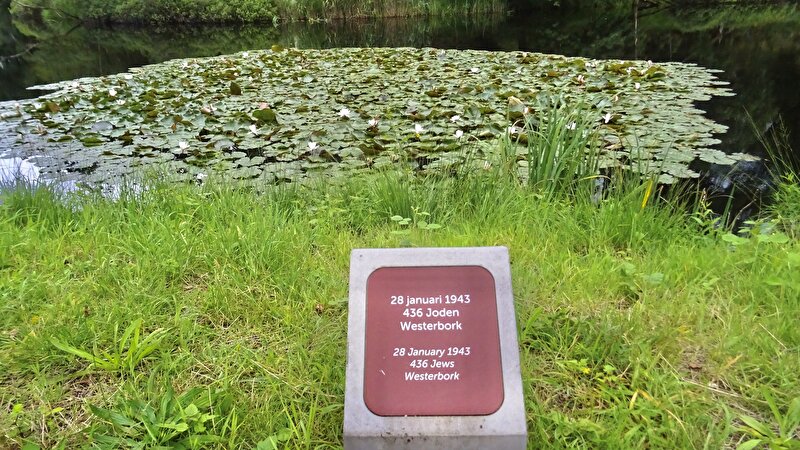 28 januari 1943
436 Joden
Westerbork
28 January 1943
436 Jews
Westerbork